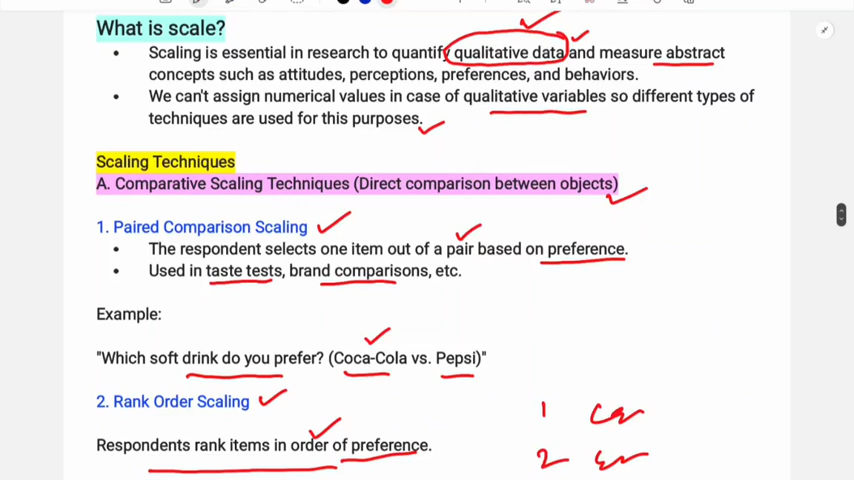 What is scale?
• Scaling is essential in research to quantify qualitative data and measure abstract
concepts such as attitudes, perceptions, preferences, and behaviors.
• We can't assign numerical values in case of qualitative variables so different types of
techniques are used for this purposes.
Scaling Techniques
A. Comparative Scaling Techniques (Direct comparison between objects)
1. Paired Comparison Scaling
• The respondent selects one item out of a pair based on preference.
• Used in taste tests, brand comparisons, etc.
Example:
"Which soft drink do you prefer? (Coca-Cola vs. Pepsi)"
2. Rank Order Scaling
1
Respondents rank items in order of preference.
2